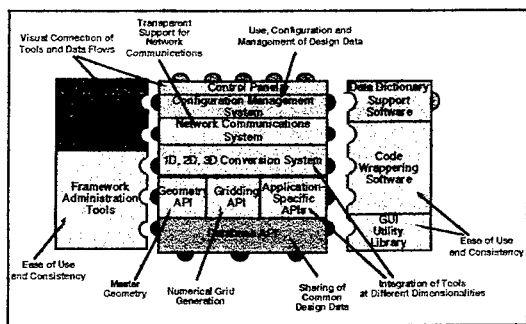 Transparent
Support for
Network
Communications
Visual Connection of
Tools and Data Flows
Use, Configuration and
Management of Design Data
Control Panels
Configuration Management
System
Network Communications
System
1D, 2D, 3D Conversion System
Geometry
API
Gridding
API
Application-
Specific
APIs
Database API
Framework
Administration
Tools
Data Dictionary
Support
Software
Code
Wrappering
Software
GUI
Utility
Library
Ease of Use
and Consistency
Master
Geometry
Numerical Grid
Generation
Sharing of
Common
Design Data
Integration of Tools
at Different Dimensionalities
Ease of Use
and Consistency